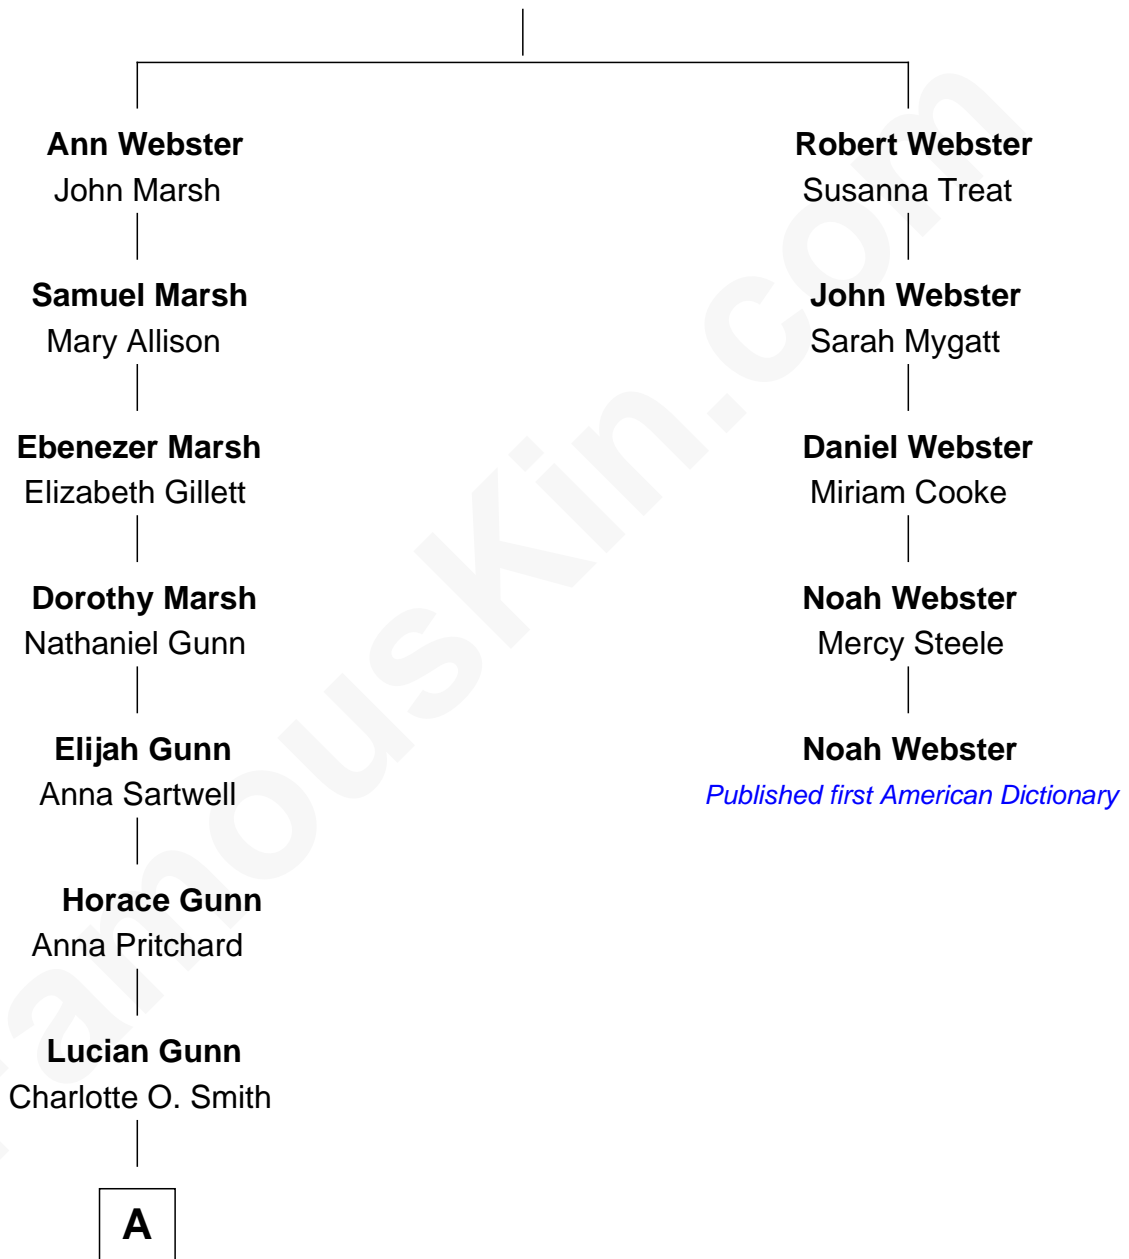 Ann Webster
John Marsh
Robert Webster
Susanna Treat
Samuel Marsh
Mary Allison
John Webster
Sarah Mygatt
Ebenezer Marsh
Elizabeth Gillett
Daniel Webster
Miriam Cooke
Dorothy Marsh
Nathaniel Gunn
Noah Webster
Mercy Steele
Elijah Gunn
Anna Sartwell
Noah Webster
Published first American Dictionary
Horace Gunn
Anna Pritchard
Lucian Gunn
Charlotte O. Smith
A
FamousKin.com